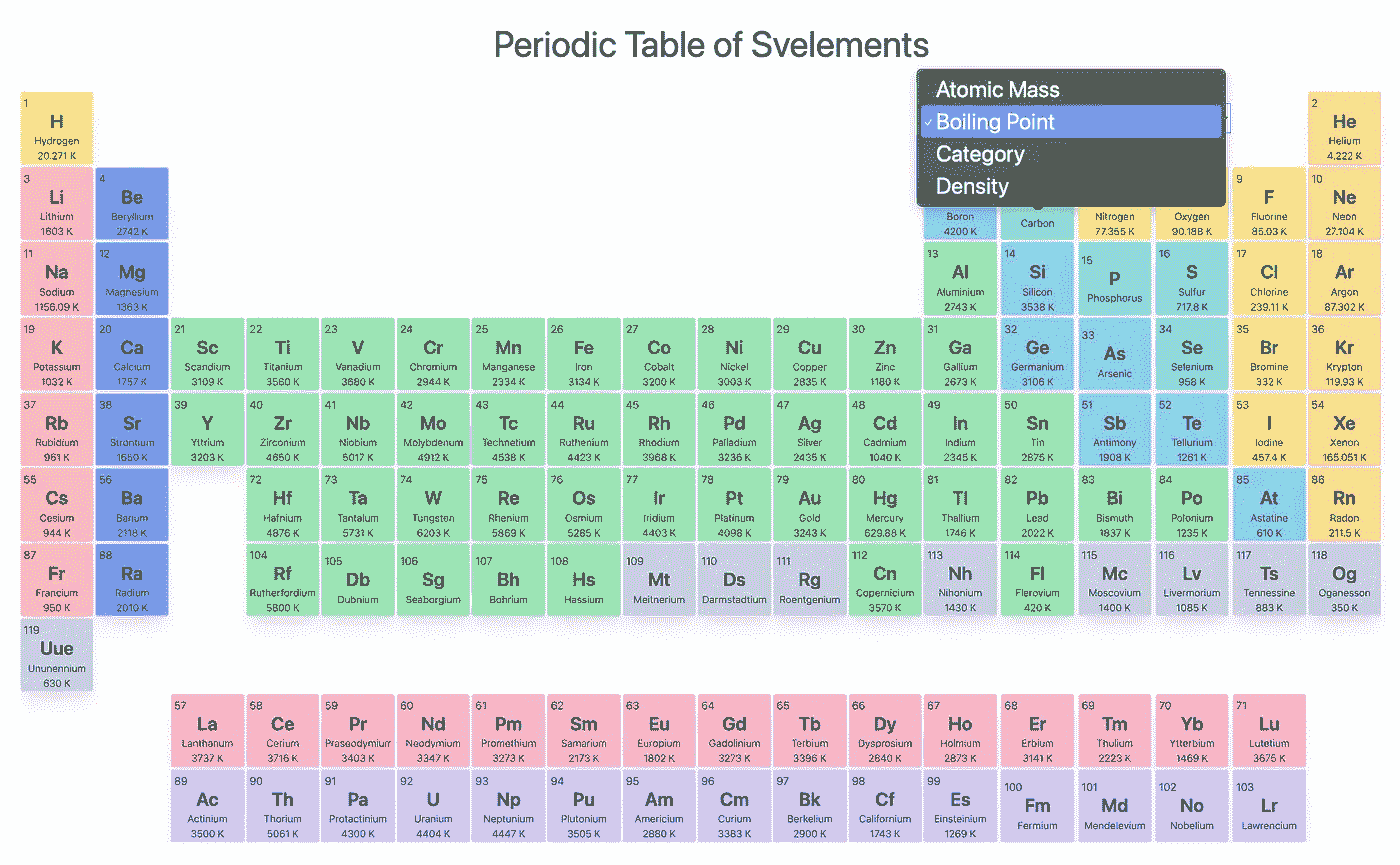 Periodic Table of Svelements
Atomic Mass
✓ Boiling Point
Category
Density
1
H
Hydrogen
20.271 K
2
He
Helium
4.222 K
3
Li
Lithium
1603 K
4
Be
Beryllium
2742 K
Boron
4200 K
Carbon
Nitrogen
77.355 K
Oxygen
90.188 K
9
F
Fluorine
85.03 K
10
Ne
Neon
27.104 K
11
Na
Sodium
1156.09 K
12
Mg
Magnesium
1363 K
13
Al
Aluminium
2743 K
14
Si
Silicon
3538 K
15
P
Phosphorus
16
S
Sulfur
717.8 K
17
Cl
Chlorine
239.11 K
18
Ar
Argon
87.302 K
19
K
Potassium
1032 K
20
Ca
Calcium
1757 K
21
Sc
Scandium
3109 K
22
Ti
Titanium
3560 K
23
V
Vanadium
3680 K
24
Cr
Chromium
2944 K
25
Mn
Manganese
2334 K
26
Fe
Iron
3134 K
27
Co
Cobalt
3200 K
28
Ni
Nickel
3003 K
29
Cu
Copper
2835 K
30
Zn
Zinc
1180 K
31
Ga
Gallium
2673 K
32
Ge
Germanium
3106 K
33
As
Arsenic
34
Se
Selenium
958 K
35
Br
Bromine
332 K
36
Kr
Krypton
119.93 K
37
Rb
Rubidium
961 K
38
Sr
Strontium
1650 K
39
Y
Yttrium
3203 K
40
Zr
Zirconium
4650 K
41
Nb
Niobium
5017 K
42
Mo
Molybdenum
4912 K
43
Tc
Technetium
4538 K
44
Ru
Ruthenium
4423 K
45
Rh
Rhodium
3968 K
46
Pd
Palladium
3236 K
47
Ag
Silver
2435 K
48
Cd
Cadmium
1040 K
49
In
Indium
2345 K
50
Sn
Tin
2875 K
51
Sb
Antimony
1908 K
52
Te
Tellurium
1261 K
53
I
Iodine
457.4 K
54
Xe
Xenon
165.051 K
55
Cs
Cesium
944 K
56
Ba
Barium
2118 K
72
Hf
Hafnium
4876 K
73
Ta
Tantalum
5731 K
74
W
Tungsten
6203 K
75
Re
Rhenium
5869 K
76
Os
Osmium
5285 K
77
Ir
Iridium
4403 K
78
Pt
Platinum
4098 K
79
Au
Gold
3243 K
80
Hg
Mercury
629.88 K
81
Tl
Thallium
1746 K
82
Pb
Lead
2022 K
83
Bi
Bismuth
1837 K
84
Po
Polonium
1235 K
85
At
Astatine
610 K
86
Rn
Radon
211.5 K
87
Fr
Francium
950 K
88
Ra
Radium
2010 K
104
Rf
Rutherfordium
5800 K
105
Db
Dubnium
106
Sg
Seaborgium
107
Bh
Bohrium
108
Hs
Hassium
109
Mt
Meitnerium
110
Ds
Darmstadtium
111
Rg
Roentgenium
112
Cn
Copernicium
3570 K
113
Nh
Nihonium
1430 K
114
Fl
Flerovium
420 K
115
Mc
Moscovium
1400 K
116
Lv
Livermorium
1085 K
117
Ts
Tennessine
883 K
118
Og
Oganesson
350 K
119
Uue
Ununennium
630 K
57
La
Lanthanum
3737 K
58
Ce
Cerium
3716 K
59
Pr
Praseodymium
3403 K
60
Nd
Neodymium
3347 K
61
Pm
Promethium
3273 K
62
Sm
Samarium
2173 K
63
Eu
Europium
1802 K
64
Gd
Gadolinium
3273 K
65
Tb
Terbium
3396 K
66
Dy
Dysprosium
2840 K
67
Ho
Holmium
2873 K
68
Er
Erbium
3141 K
69
Tm
Thulium
2223 K
70
Yb
Ytterbium
1469 K
71
Lu
Lutetium
3675 K
89
Ac
Actinium
3500 K
90
Th
Thorium
5061 K
91
Pa
Protactinium
4300 K
92
U
Uranium
4404 K
93
Np
Neptunium
4447 K
94
Pu
Plutonium
3505 K
95
Am
Americium
2880 K
96
Cm
Curium
3383 K
97
Bk
Berkelium
2900 K
98
Cf
Californium
1743 K
99
Es
Einsteinium
1269 K
100
Fm
Fermium
101
Md
Mendelevium
102
No
Nobelium
103
Lr
Lawrencium